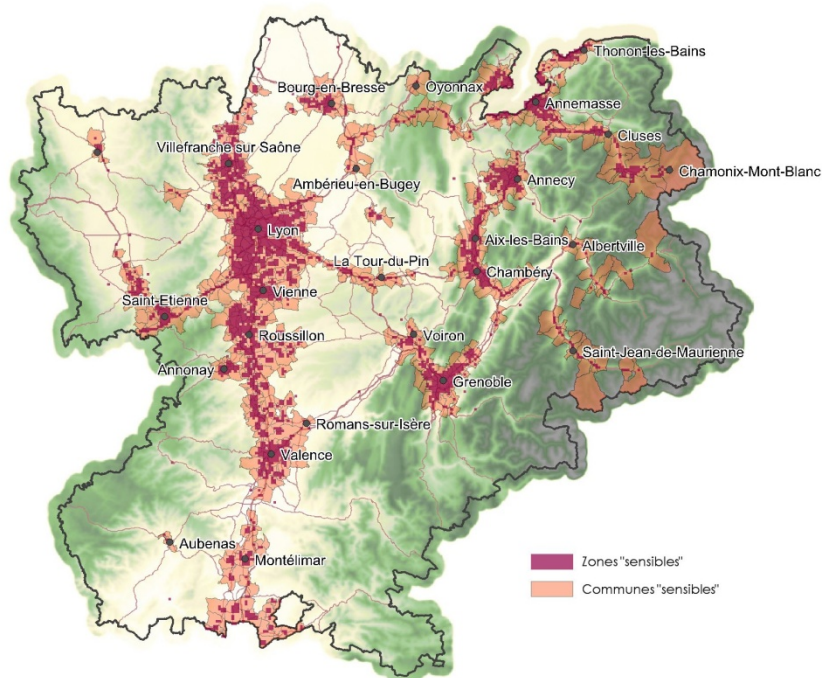 Thonon-les-Bains
Oyonnax
Bourg-en-Bresse
Annemasse
Cluses
Villefranche sur Saône
Ambérieu-en-Bugey
Chamonix-Mont-Blanc
Annecy
Lyon
Aix-les-Bains
Albertville
La Tour-du-Pin
Chambéry
Vienne
Saint-Etienne
Roussillon
Voiron
Saint-Jean-de-Maurienne
Annonay
Grenoble
Romans-sur-Isère
Valence
Aubenas
Montélimar
Zones "sensibles"
Communes "sensibles"